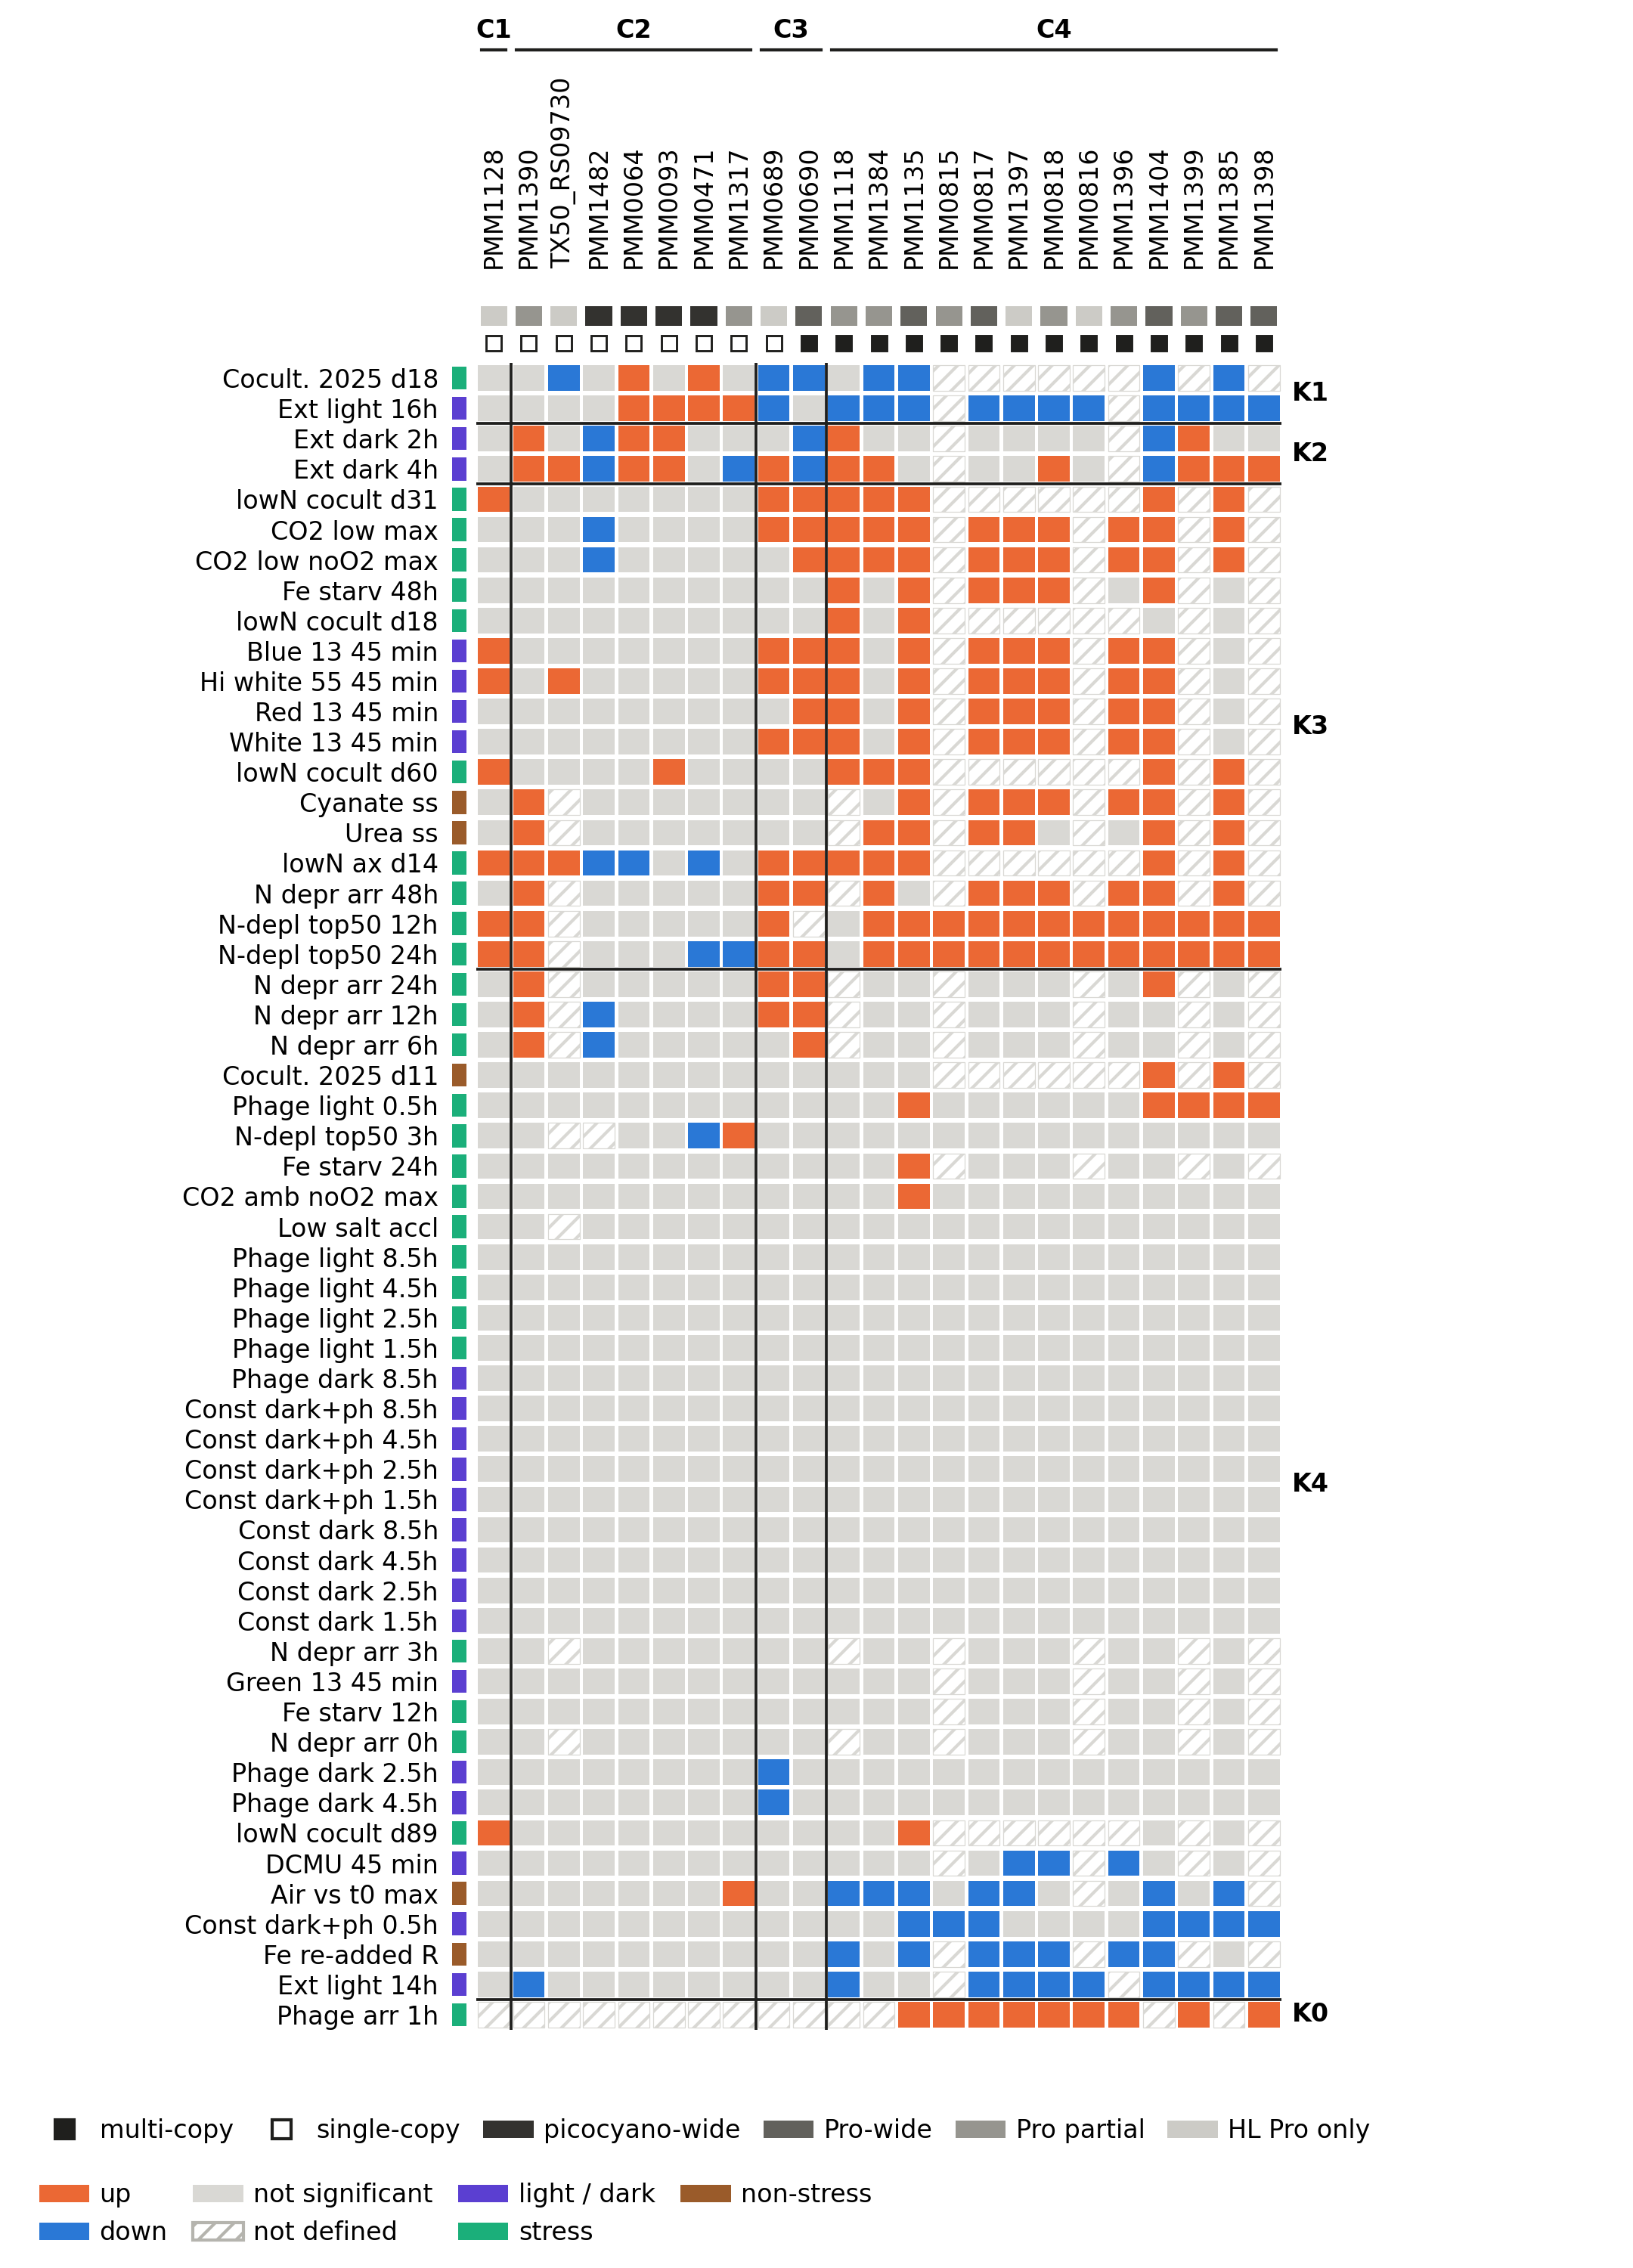 C1 C2 C3 C4
PMM1128 PMM1390 TX50_RS09730 PMM1482 PMM0064 PMM0093 PMM0471 PMM1317 PMM0689 PMM0690 PMM1118 PMM1384 PMM1135 PMM0815 PMM0817 PMM1397 PMM0818 PMM0816 PMM1396 PMM1404 PMM1399 PMM1385 PMM1398
Cocult. 2025 d18
K1
Ext light 16h
Ext dark 2h
K2
Ext dark 4h
lowN cocult d31
CO2 low max
CO2 low noO2 max
Fe starv 48h
lowN cocult d18
Blue 13 45 min
Hi white 55 45 min
Red 13 45 min
K3
White 13 45 min
lowN cocult d60
Cyanate ss
Urea ss
lowN ax d14
N depr arr 48h
N-depl top50 12h
N-depl top50 24h
N depr arr 24h
N depr arr 12h
N depr arr 6h
Cocult. 2025 d11
Phage light 0.5h
N-depl top50 3h
Fe starv 24h
CO2 amb noO2 max
Low salt accl
Phage light 8.5h
Phage light 4.5h
Phage light 2.5h
Phage light 1.5h
Phage dark 8.5h
Const dark+ph 8.5h
Const dark+ph 4.5h
Const dark+ph 2.5h
K4
Const dark+ph 1.5h
Const dark 8.5h
Const dark 4.5h
Const dark 2.5h
Const dark 1.5h
N depr arr 3h
Green 13 45 min
Fe starv 12h
N depr arr 0h
Phage dark 2.5h
Phage dark 4.5h
lowN cocult d89
DCMU 45 min
Air vs t0 max
Const dark+ph 0.5h
Fe re-added R
Ext light 14h
Phage arr 1h K0
multi-copy single-copy picocyano-wide Pro-wide Pro partial HL Pro only
up not significant light / dark non-stress
down not defined stress